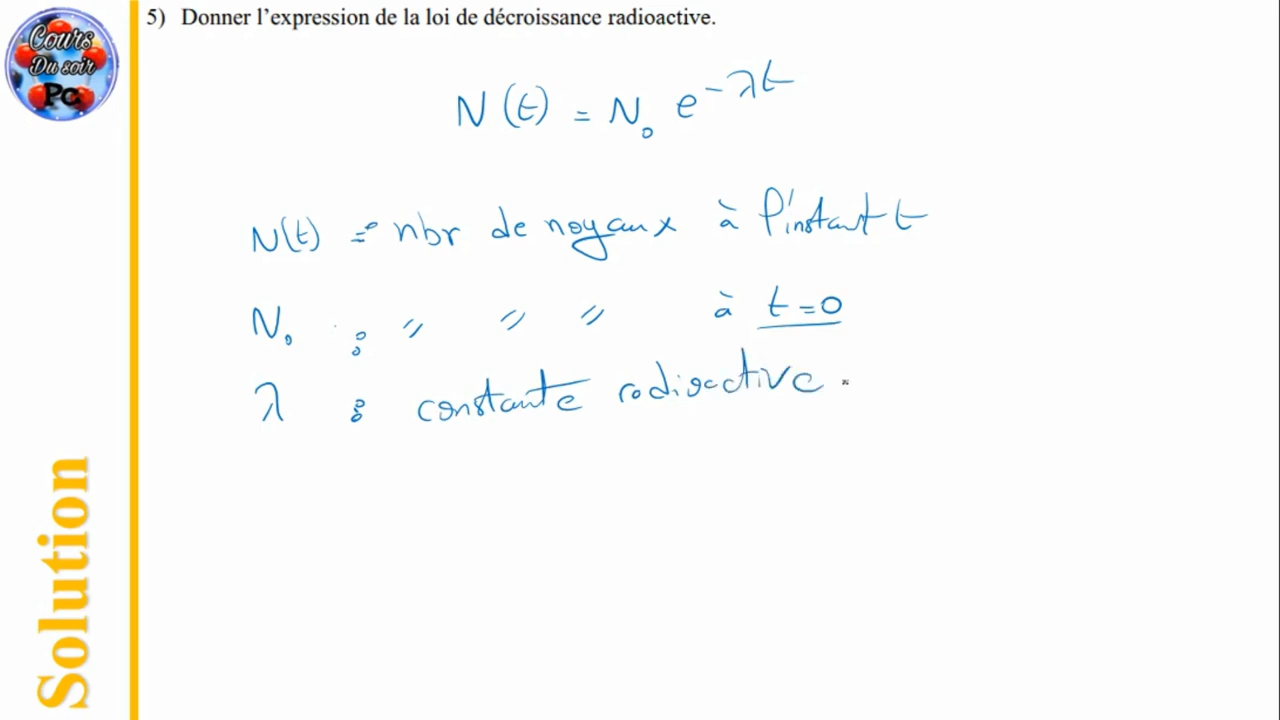 5) Donner l’expression de la loi de décroissance radioactive.
Cours
Du soir
PC
N(t) = N₀ e^-λt
N(t) : nbr de noyaux à l'instant t
N₀ : " " " à t = 0
λ : constante radioactive.
Solution